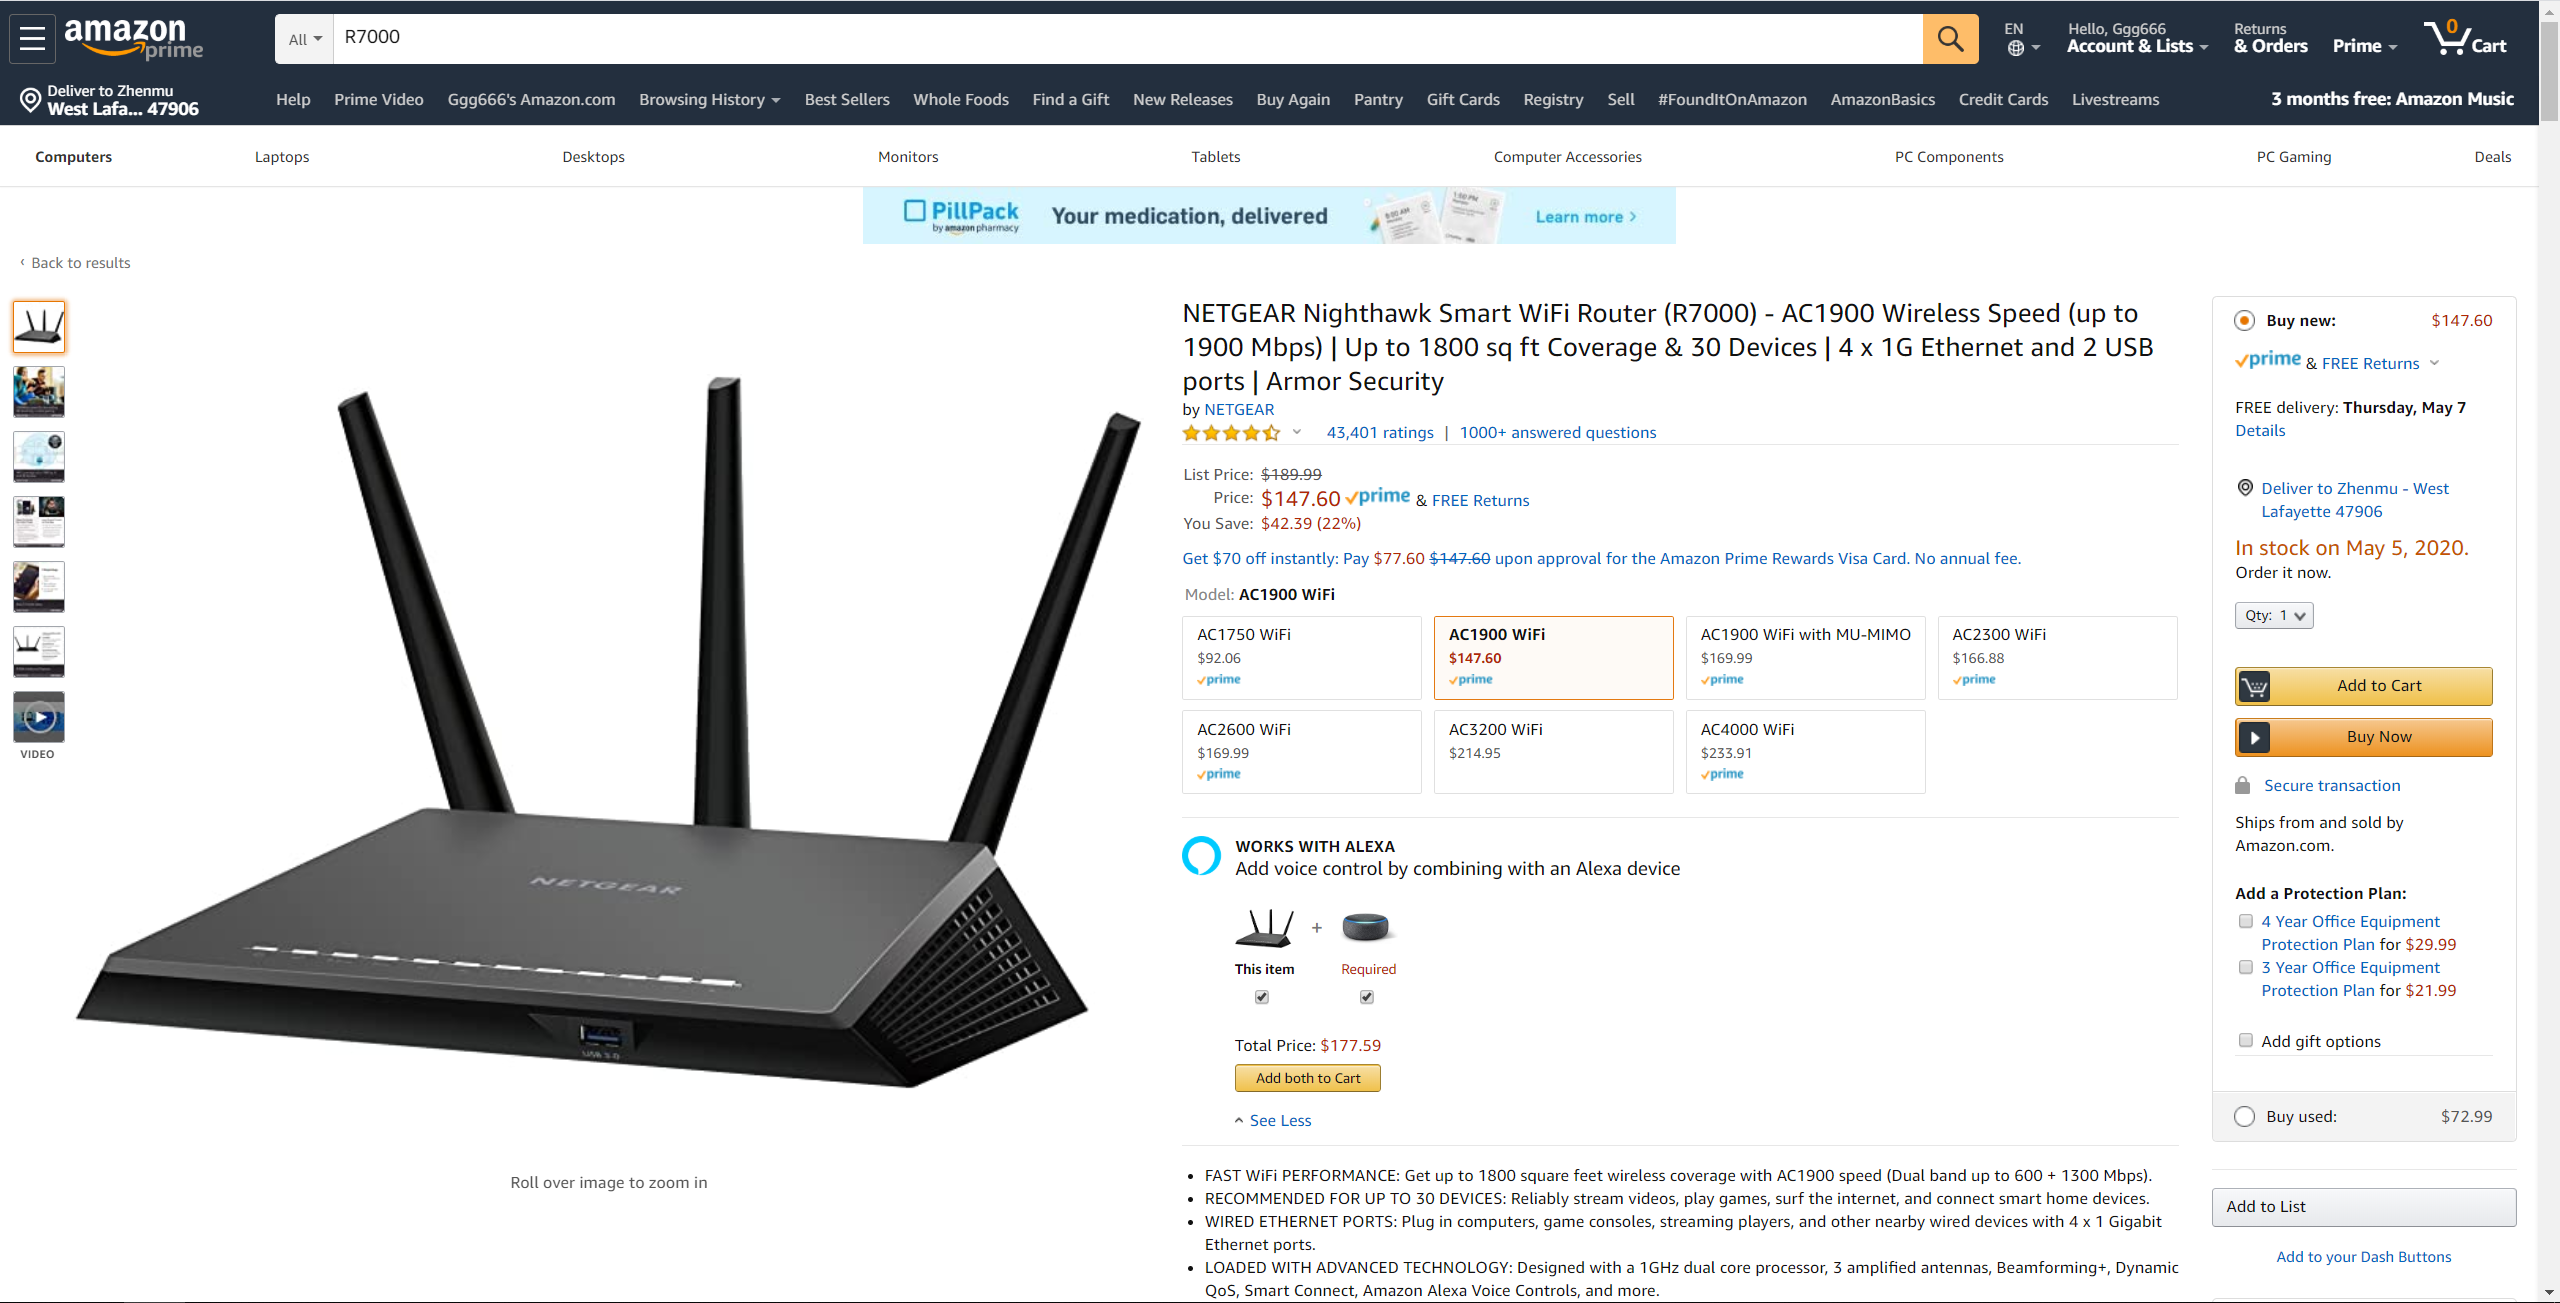 amazon prime
All
R7000
EN
Hello, Ggg666
Account & Lists
Returns
& Orders
Prime
0
Cart
Deliver to Zhenmu
West Lafa... 47906
Help
Prime Video
Ggg666's Amazon.com
Browsing History
Best Sellers
Whole Foods
Find a Gift
New Releases
Buy Again
Pantry
Gift Cards
Registry
Sell
#FoundItOnAmazon
AmazonBasics
Credit Cards
Livestreams
3 months free: Amazon Music
Computers
Laptops
Desktops
Monitors
Tablets
Computer Accessories
PC Components
PC Gaming
Deals
PillPack
by amazon pharmacy
Your medication, delivered
8:00 AM
1:00 PM
Learn more ›
‹ Back to results
VIDEO
NETGEAR
USB 3.0
Roll over image to zoom in
NETGEAR Nighthawk Smart WiFi Router (R7000) - AC1900 Wireless Speed (up to
1900 Mbps) | Up to 1800 sq ft Coverage & 30 Devices | 4 x 1G Ethernet and 2 USB
ports | Armor Security
by NETGEAR
43,401 ratings | 1000+ answered questions
List Price: $189.99
Price: $147.60 prime & FREE Returns
You Save: $42.39 (22%)
Get $70 off instantly: Pay $77.60 $147.60 upon approval for the Amazon Prime Rewards Visa Card. No annual fee.
Model: AC1900 WiFi
AC1750 WiFi
$92.06
prime
AC1900 WiFi
$147.60
prime
AC1900 WiFi with MU-MIMO
$169.99
prime
AC2300 WiFi
$166.88
prime
AC2600 WiFi
$169.99
prime
AC3200 WiFi
$214.95
AC4000 WiFi
$233.91
prime
WORKS WITH ALEXA
Add voice control by combining with an Alexa device
+
This item
Required
Total Price: $177.59
Add both to Cart
See Less
• FAST WiFi PERFORMANCE: Get up to 1800 square feet wireless coverage with AC1900 speed (Dual band up to 600 + 1300 Mbps).
• RECOMMENDED FOR UP TO 30 DEVICES: Reliably stream videos, play games, surf the internet, and connect smart home devices.
• WIRED ETHERNET PORTS: Plug in computers, game consoles, streaming players, and other nearby wired devices with 4 x 1 Gigabit
Ethernet ports.
• LOADED WITH ADVANCED TECHNOLOGY: Designed with a 1GHz dual core processor, 3 amplified antennas, Beamforming+, Dynamic
QoS, Smart Connect, Amazon Alexa Voice Controls, and more.
Buy new: $147.60
prime & FREE Returns
FREE delivery: Thursday, May 7
Details
Deliver to Zhenmu - West
Lafayette 47906
In stock on May 5, 2020.
Order it now.
Qty: 1
Add to Cart
Buy Now
Secure transaction
Ships from and sold by
Amazon.com.
Add a Protection Plan:
4 Year Office Equipment
Protection Plan for $29.99
3 Year Office Equipment
Protection Plan for $21.99
Add gift options
Buy used: $72.99
Add to List
Add to your Dash Buttons